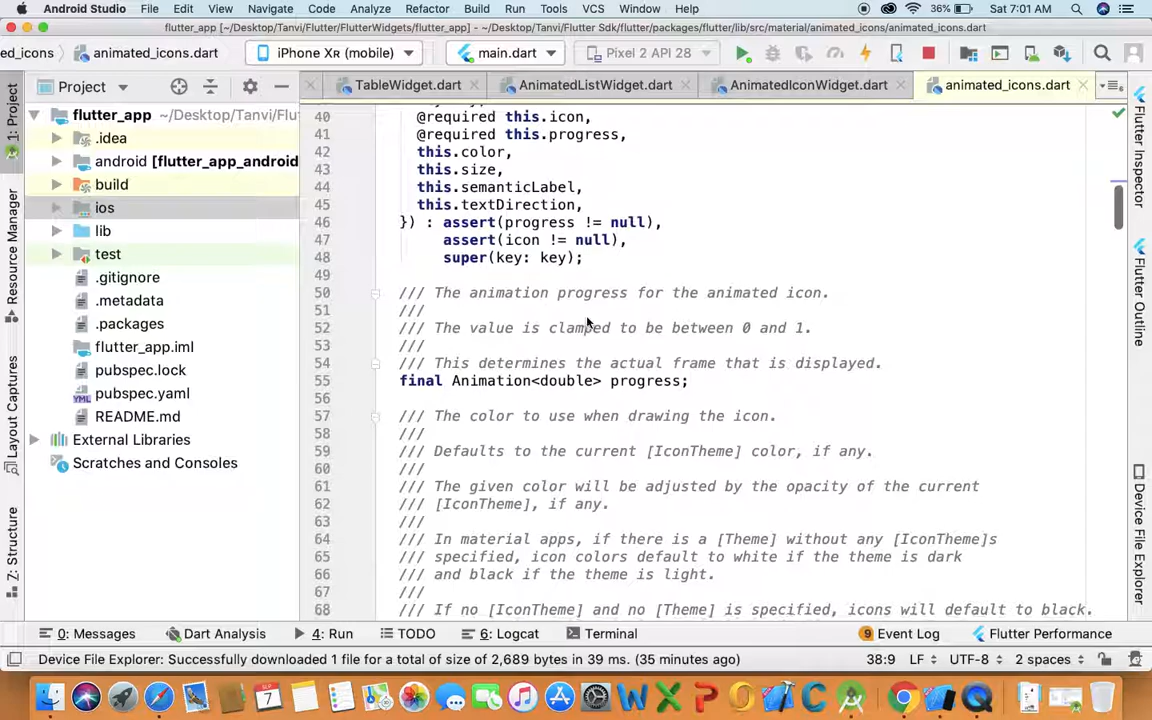 Android Studio File Edit View Navigate Code Analyze Refactor Build Run Tools VCS Window Help 36% Sat 7:01 AM
flutter_app [~/Desktop/Tanvi/Flutter/FlutterWidgets/flutter_app] - ~/Desktop/Tanvi/Flutter Sdk/flutter/packages/flutter/lib/src/material/animated_icons/animated_icons.dart
ed_icons animated_icons.dart iPhone Xʀ (mobile) main.dart Pixel 2 API 28
Project TableWidget.dart AnimatedListWidget.dart AnimatedIconWidget.dart animated_icons.dart
flutter_app ~/Desktop/Tanvi/Flu
.idea
android [flutter_app_android
build
ios
lib
test
.gitignore
.metadata
.packages
flutter_app.iml
pubspec.lock
pubspec.yaml
README.md
External Libraries
Scratches and Consoles
1: Project
Resource Manager
Layout Captures
Z: Structure
40 @required this.icon,
41 @required this.progress,
42 this.color,
43 this.size,
44 this.semanticLabel,
45 this.textDirection,
46 }) : assert(progress != null),
47 assert(icon != null),
48 super(key: key);
49
50 /// The animation progress for the animated icon.
51 ///
52 /// The value is clamped to be between 0 and 1.
53 ///
54 /// This determines the actual frame that is displayed.
55 final Animation<double> progress;
56
57 /// The color to use when drawing the icon.
58 ///
59 /// Defaults to the current [IconTheme] color, if any.
60 ///
61 /// The given color will be adjusted by the opacity of the current
62 /// [IconTheme], if any.
63 ///
64 /// In material apps, if there is a [Theme] without any [IconTheme]s
65 /// specified, icon colors default to white if the theme is dark
66 /// and black if the theme is light.
67 ///
68 /// If no [IconTheme] and no [Theme] is specified, icons will default to black.
Flutter Inspector
Flutter Outline
Device File Explorer
0: Messages Dart Analysis 4: Run TODO 6: Logcat Terminal 9 Event Log Flutter Performance
Device File Explorer: Successfully downloaded 1 file for a total of size of 2,689 bytes in 39 ms. (35 minutes ago) 38:9 LF UTF-8 2 spaces